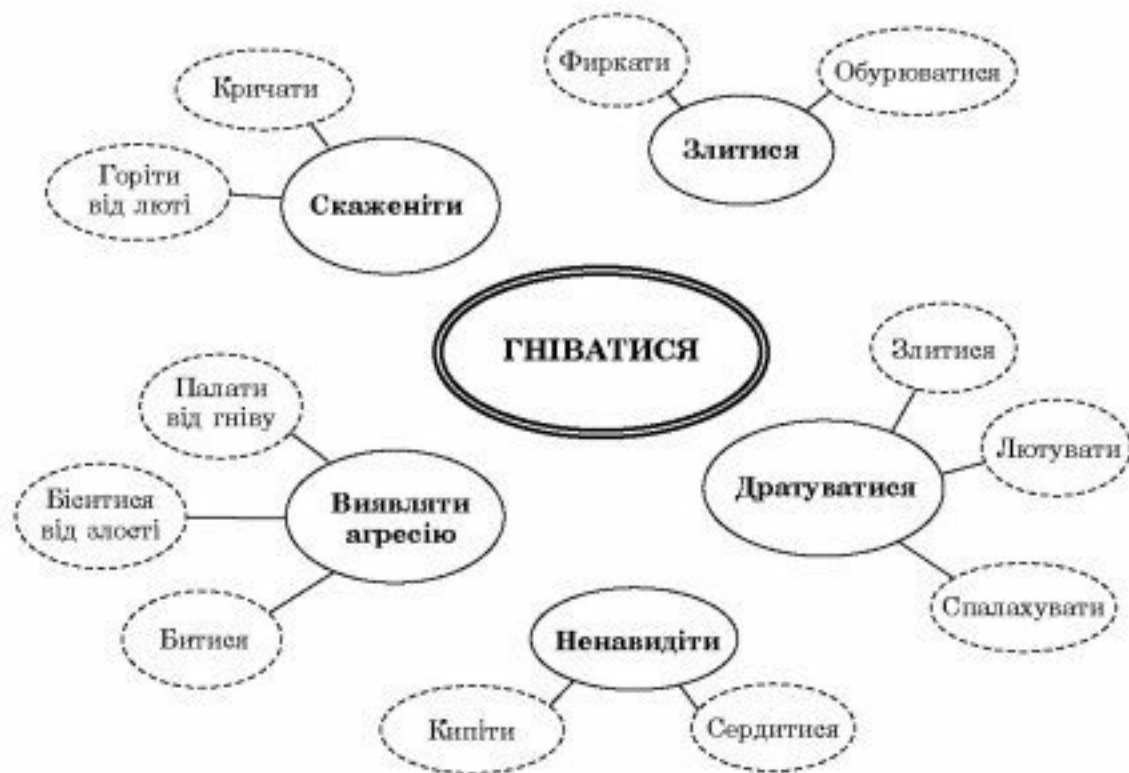 Фиркати
Обурюватися
Злитися
Кричати
Горіти
від люті
Скаженіти
ГНІВАТИСЯ
Злитися
Лютувати
Дратуватися
Спалахувати
Палати
від гніву
Біситися
від злості
Виявляти
агресію
Битися
Ненавидіти
Кипіти
Сердитися